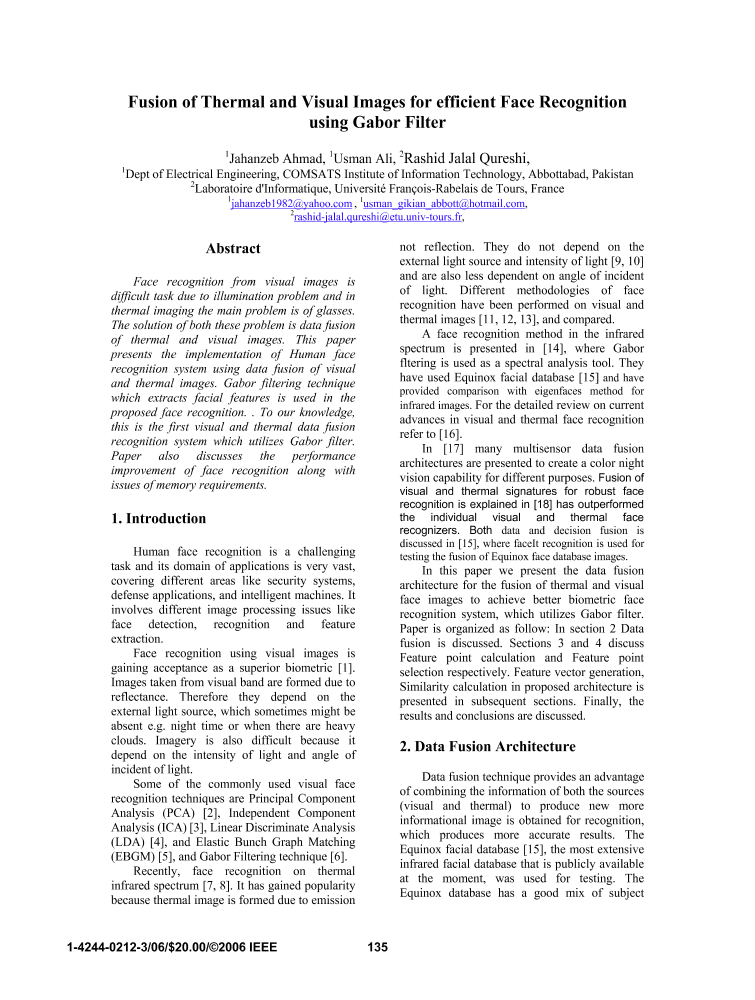 Fusion of Thermal and Visual Images for efficient Face Recognition
using Gabor Filter
1Jahanzeb Ahmad, 1Usman Ali, 2Rashid Jalal Qureshi,
1Dept of Electrical Engineering, COMSATS Institute of Information Technology, Abbottabad, Pakistan
2Laboratoire d'Informatique, Université François-Rabelais de Tours, France
1jahanzeb1982@yahoo.com , 1usman_gikian_abbott@hotmail.com,
2rashid-jalal.qureshi@etu.univ-tours.fr,
Abstract
Face recognition from visual images is
difficult task due to illumination problem and in
thermal imaging the main problem is of glasses.
The solution of both these problem is data fusion
of thermal and visual images. This paper
presents the implementation of Human face
recognition system using data fusion of visual
and thermal images. Gabor filtering technique
which extracts facial features is used in the
proposed face recognition. . To our knowledge,
this is the first visual and thermal data fusion
recognition system which utilizes Gabor filter.
Paper also discusses the performance
improvement of face recognition along with
issues of memory requirements.
1. Introduction
Human face recognition is a challenging
task and its domain of applications is very vast,
covering different areas like security systems,
defense applications, and intelligent machines. It
involves different image processing issues like
face detection, recognition and feature
extraction.
Face recognition using visual images is
gaining acceptance as a superior biometric [1].
Images taken from visual band are formed due to
reflectance. Therefore they depend on the
external light source, which sometimes might be
absent e.g. night time or when there are heavy
clouds. Imagery is also difficult because it
depend on the intensity of light and angle of
incident of light.
Some of the commonly used visual face
recognition techniques are Principal Component
Analysis (PCA) [2], Independent Component
Analysis (ICA) [3], Linear Discriminate Analysis
(LDA) [4], and Elastic Bunch Graph Matching
(EBGM) [5], and Gabor Filtering technique [6].
Recently, face recognition on thermal
infrared spectrum [7, 8]. It has gained popularity
because thermal image is formed due to emission
not reflection. They do not depend on the
external light source and intensity of light [9, 10]
and are also less dependent on angle of incident
of light. Different methodologies of face
recognition have been performed on visual and
thermal images [11, 12, 13], and compared.
A face recognition method in the infrared
spectrum is presented in [14], where Gabor
fltering is used as a spectral analysis tool. They
have used Equinox facial database [15] and have
provided comparison with eigenfaces method for
infrared images. For the detailed review on current
advances in visual and thermal face recognition
refer to [16].
In [17] many multisensor data fusion
architectures are presented to create a color night
vision capability for different purposes. Fusion of
visual and thermal signatures for robust face
recognition is explained in [18] has outperformed
the individual visual and thermal face
recognizers. Both data and decision fusion is
discussed in [15], where faceIt recognition is used for
testing the fusion of Equinox face database images.
In this paper we present the data fusion
architecture for the fusion of thermal and visual
face images to achieve better biometric face
recognition system, which utilizes Gabor filter.
Paper is organized as follow: In section 2 Data
fusion is discussed. Sections 3 and 4 discuss
Feature point calculation and Feature point
selection respectively. Feature vector generation,
Similarity calculation in proposed architecture is
presented in subsequent sections. Finally, the
results and conclusions are discussed.
2. Data Fusion Architecture
Data fusion technique provides an advantage
of combining the information of both the sources
(visual and thermal) to produce new more
informational image is obtained for recognition,
which produces more accurate results. The
Equinox facial database [15], the most extensive
infrared facial database that is publicly available
at the moment, was used for testing. The
Equinox database has a good mix of subject
1-4244-0212-3/06/$20.00/©2006 IEEE 135